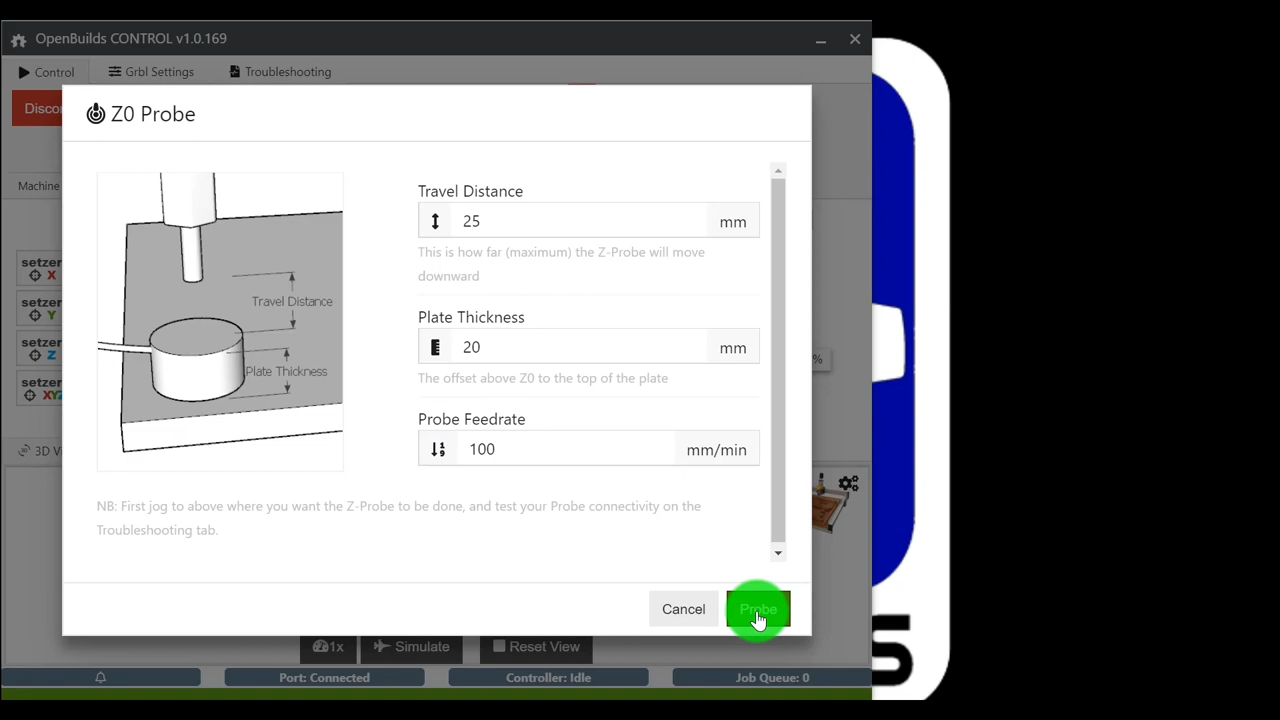 OpenBuilds CONTROL v1.0.169
Control
Grbl Settings
Troubleshooting
Z0 Probe
Machine
setzer
X
setzer
Y
setzer
Z
setzer
XYZ
3D V
%
Travel Distance
Plate Thickness
Travel Distance
25 mm
This is how far (maximum) the Z-Probe will move
downward
Plate Thickness
20 mm
The offset above Z0 to the top of the plate
Probe Feedrate
100 mm/min
NB: First jog to above where you want the Z-Probe to be done, and test your Probe connectivity on the
Troubleshooting tab.
Cancel
Probe
1x
Simulate
Reset View
Port: Connected
Controller: Idle
Job Queue: 0
S